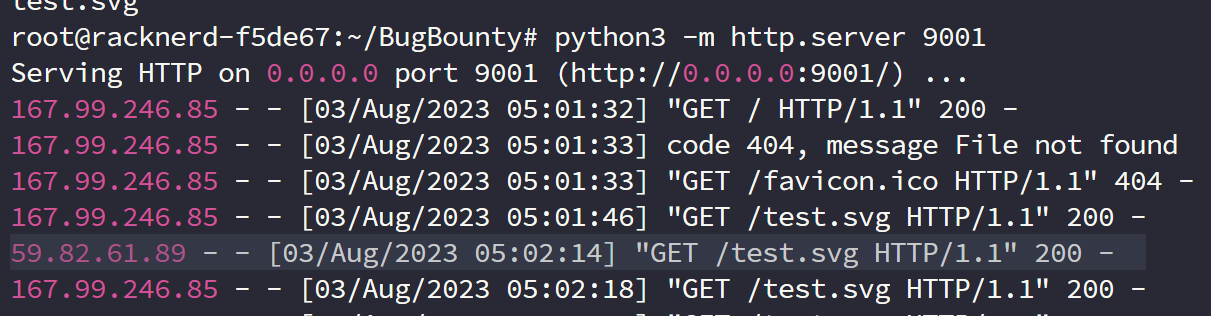 test.svg
root@racknerd-f5de67:~/BugBounty# python3 -m http.server 9001
Serving HTTP on 0.0.0.0 port 9001 (http://0.0.0.0:9001/) ...
167.99.246.85 - - [03/Aug/2023 05:01:32] "GET / HTTP/1.1" 200 -
167.99.246.85 - - [03/Aug/2023 05:01:33] code 404, message File not found
167.99.246.85 - - [03/Aug/2023 05:01:33] "GET /favicon.ico HTTP/1.1" 404 -
167.99.246.85 - - [03/Aug/2023 05:01:46] "GET /test.svg HTTP/1.1" 200 -
59.82.61.89 - - [03/Aug/2023 05:02:14] "GET /test.svg HTTP/1.1" 200 -
167.99.246.85 - - [03/Aug/2023 05:02:18] "GET /test.svg HTTP/1.1" 200 -